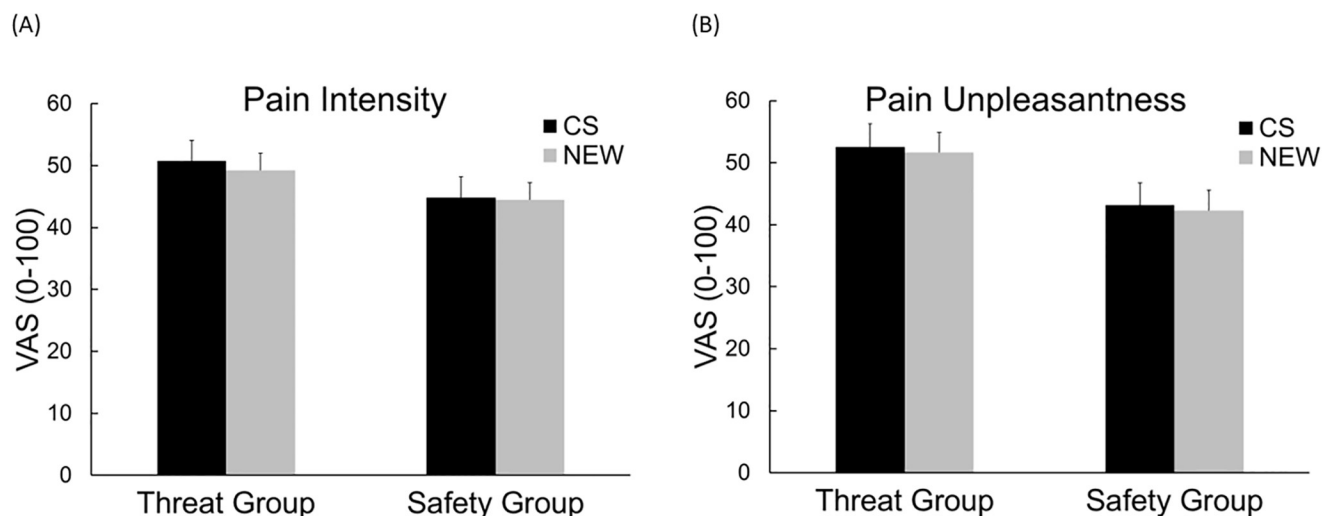 (A)
Pain Intensity
CS
NEW
VAS (0-100)
60
50
40
30
20
10
0
Threat Group
Safety Group
(B)
Pain Unpleasantness
CS
NEW
VAS (0-100)
60
50
40
30
20
10
0
Threat Group
Safety Group